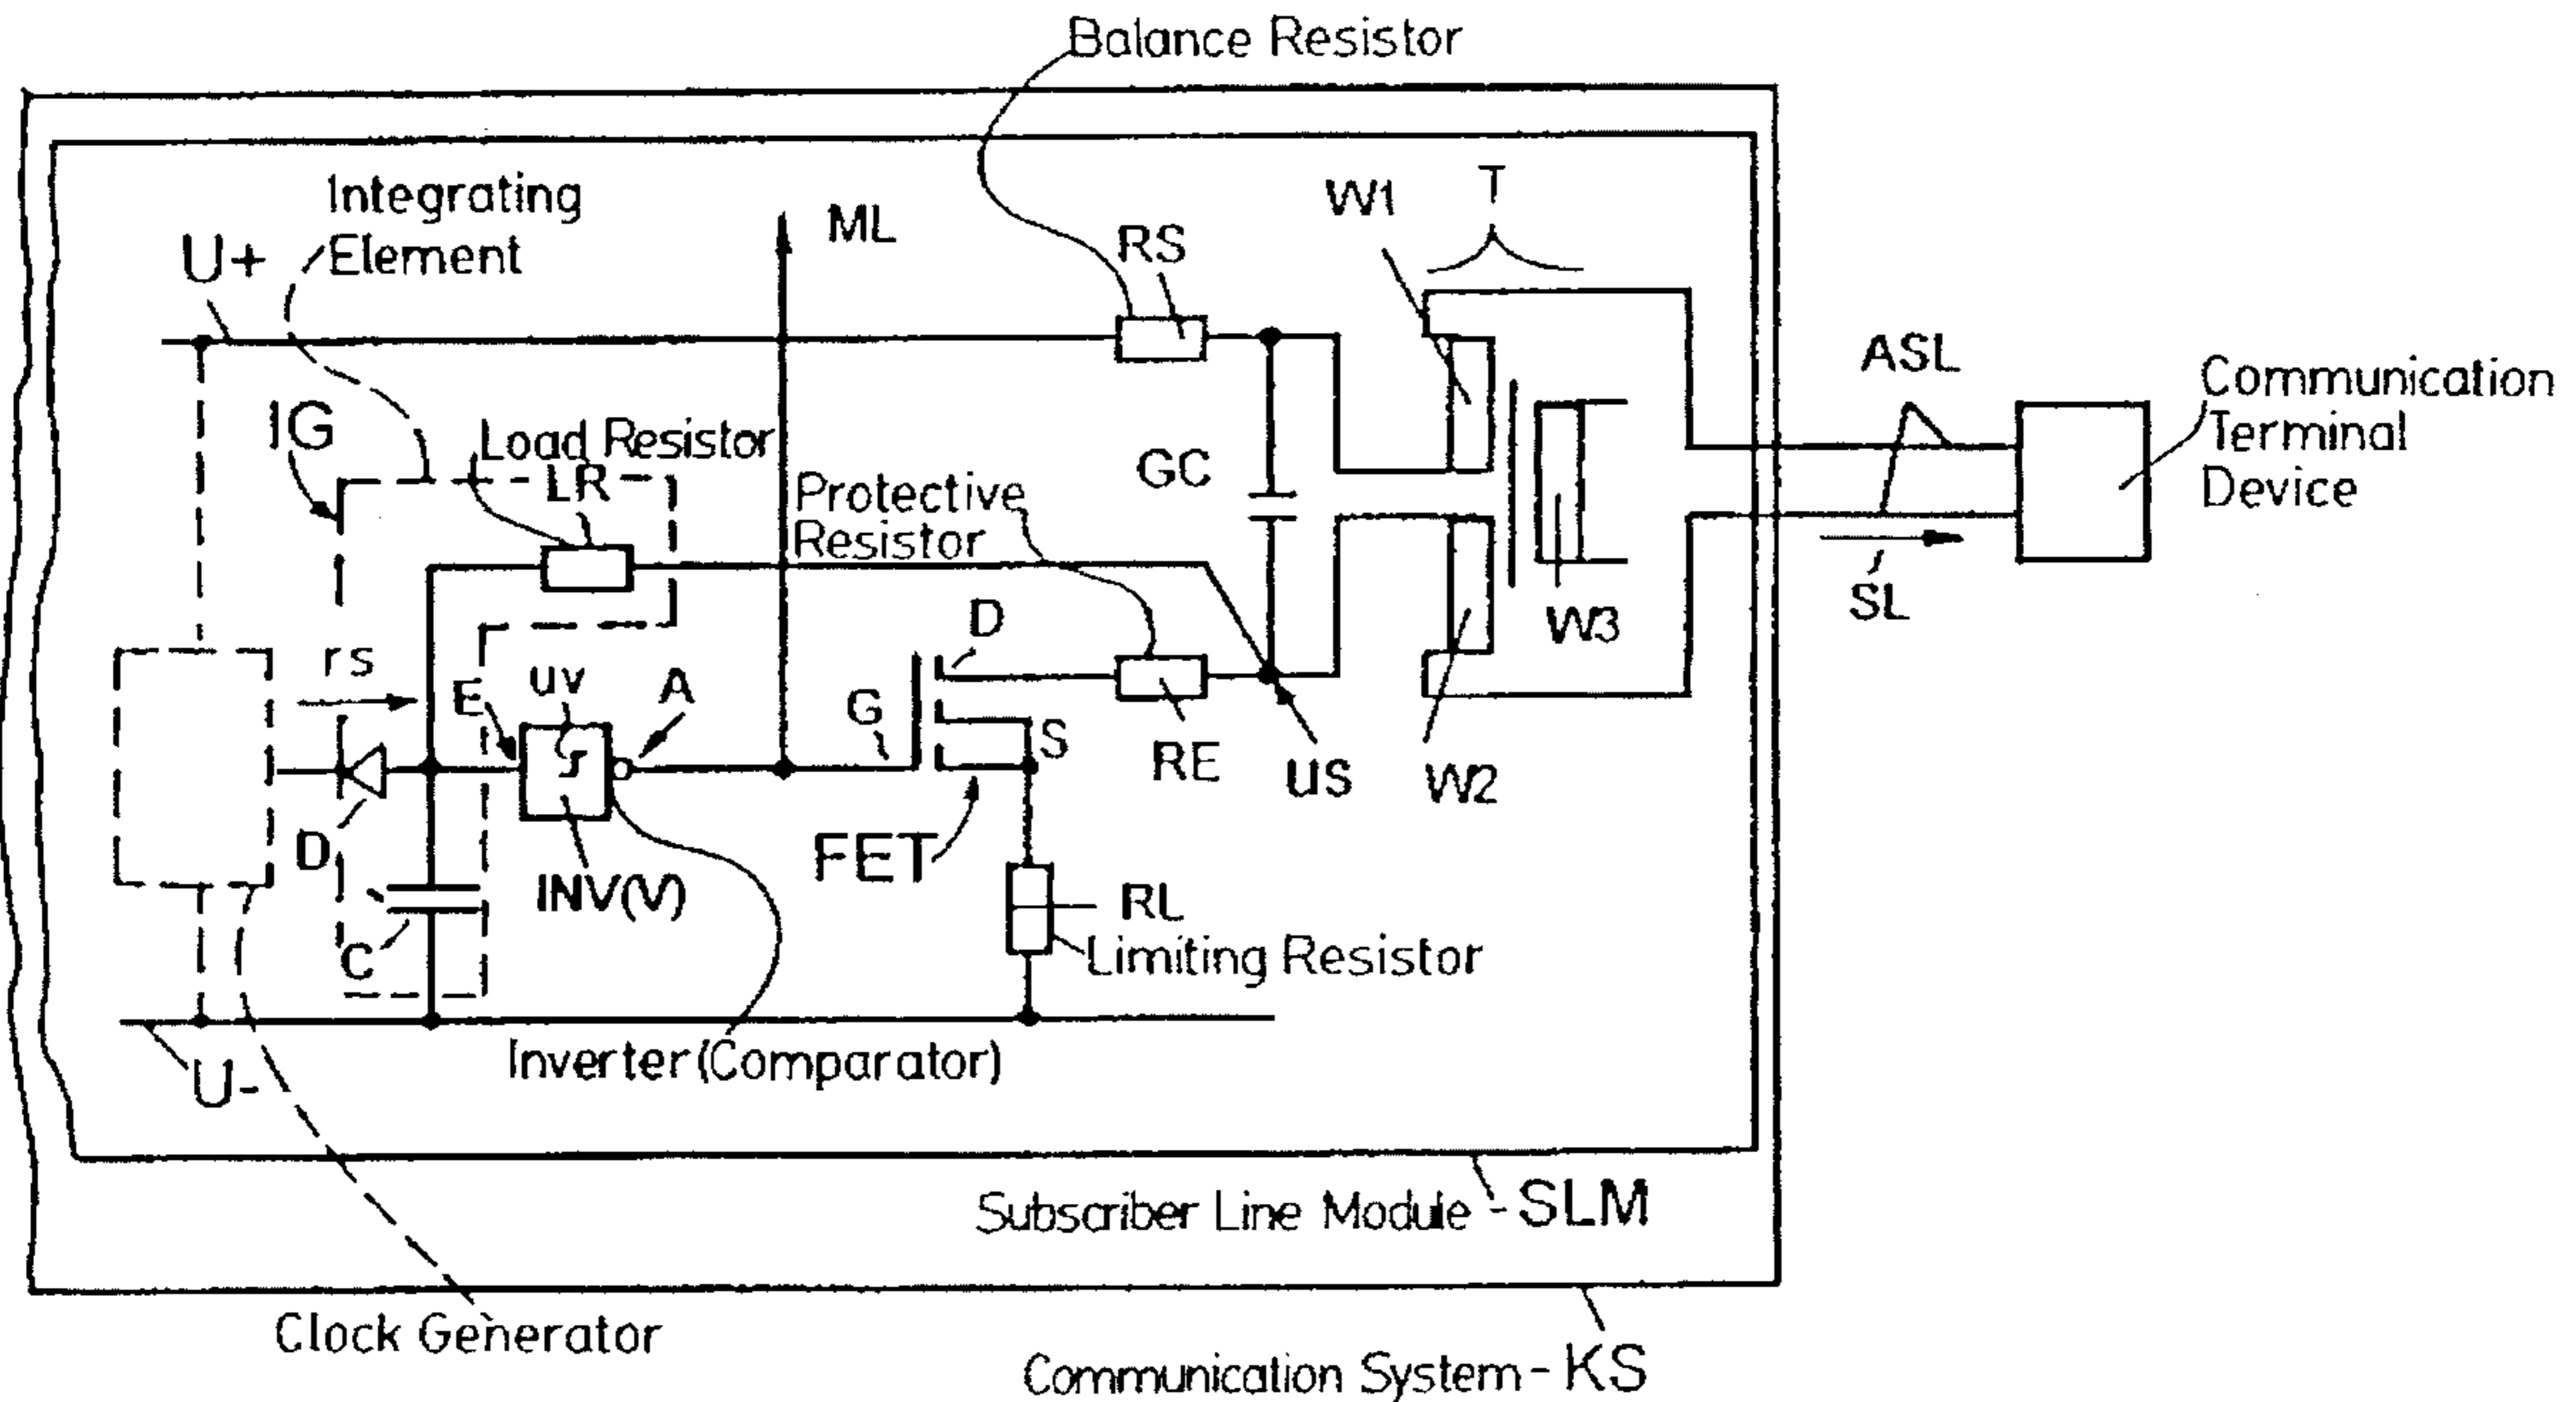 Balance Resistor
Integrating
Element
U+
ML
RS
W1
T
IG
Load Resistor
LR
Protective
Resistor
GC
ASL
Communication
Terminal
Device
SL
W3
D
rs
E
uv
A
G
S
RE
us
W2
D
FET
INV(V)
C
RL
Limiting Resistor
Inverter (Comparator)
U-
Subscriber Line Module - SLM
Clock Generator
Communication System - KS